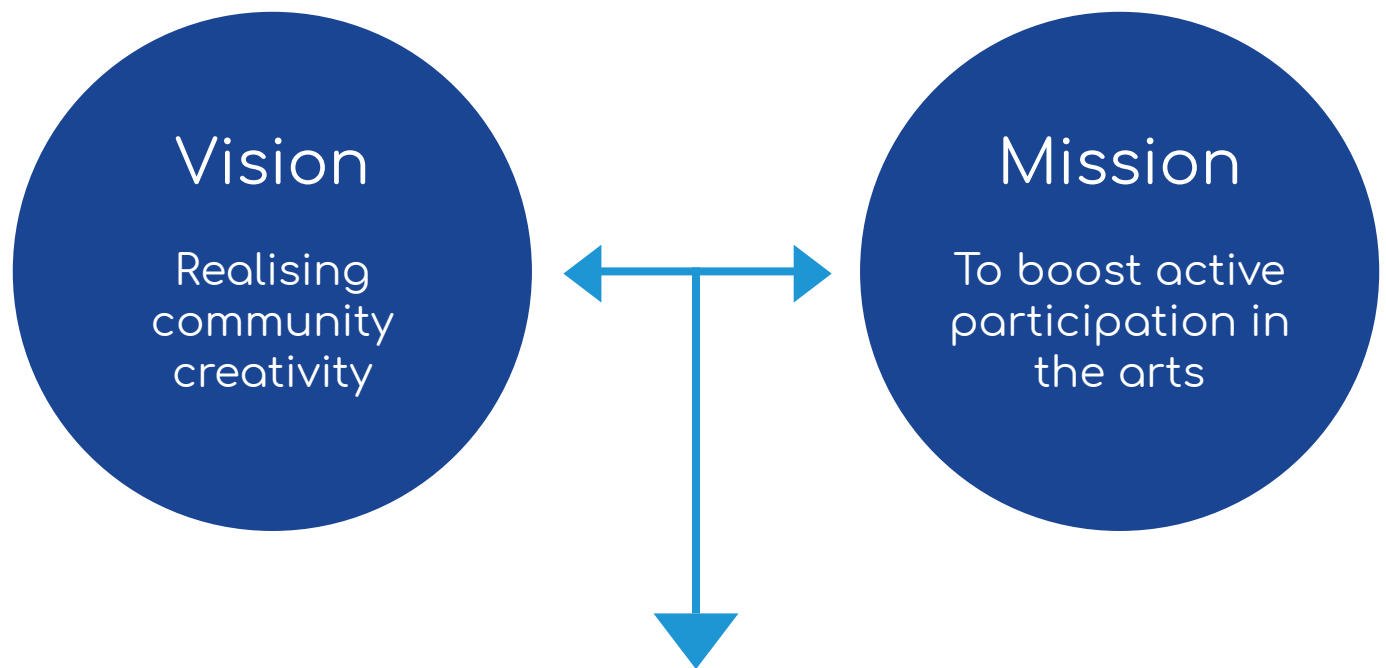 Vision
Realising
community
creativity
Mission
To boost active
participation in
the arts